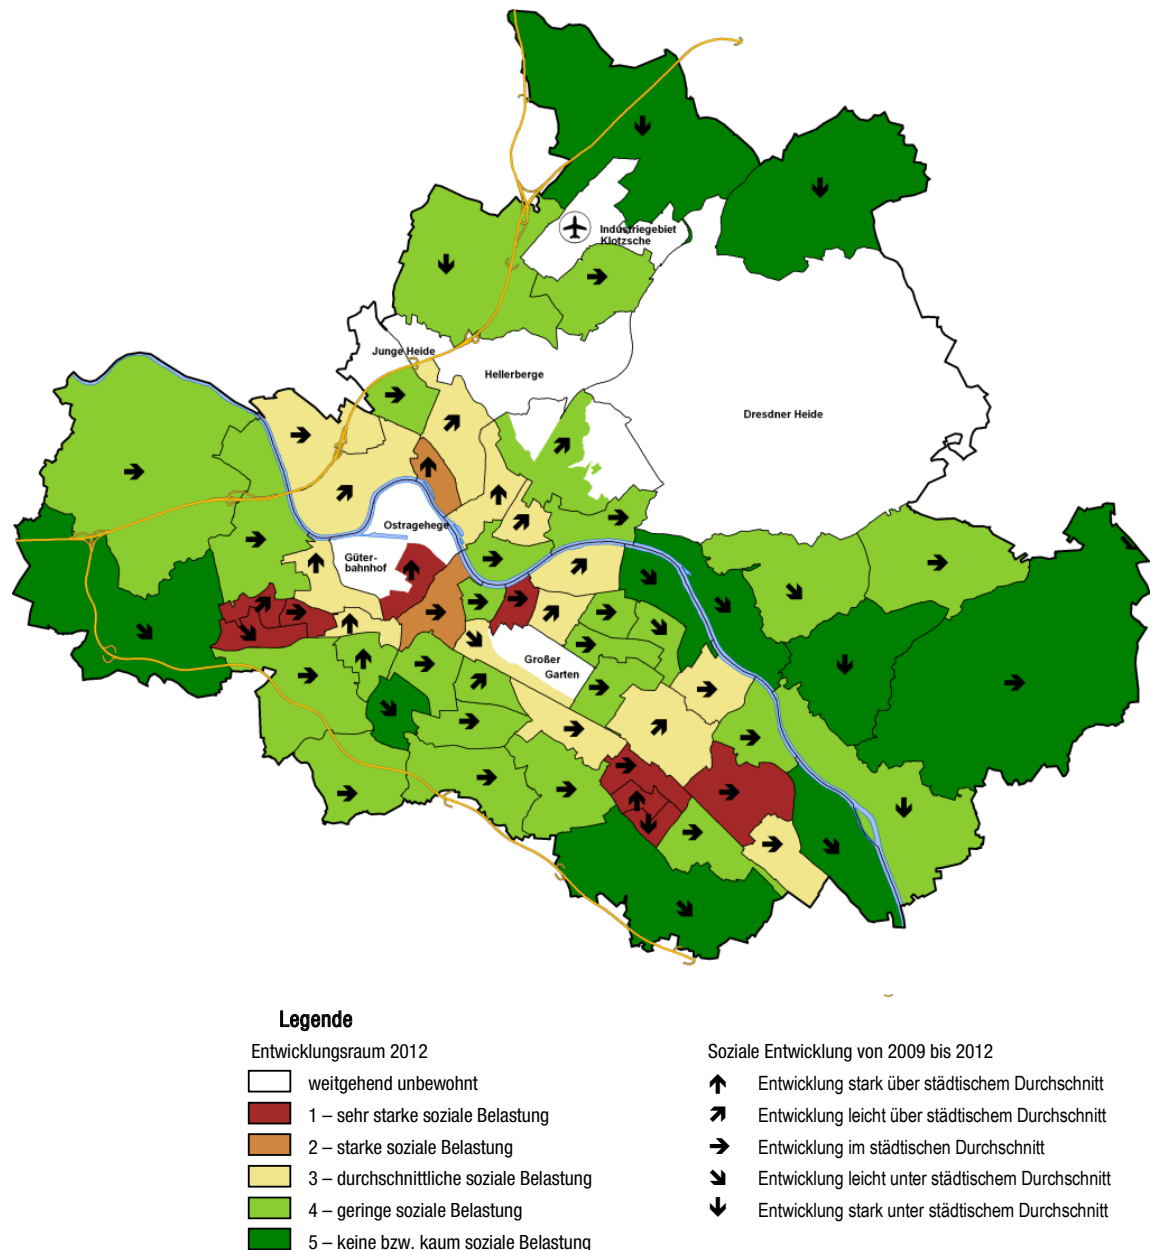 Industriegebiet
Klotzsche
Junge Heide
Hellerberge
Dresdner Heide
Ostragehege
Güter-
bahnhof
Großer
Garten
Legende
Entwicklungsraum 2012
weitgehend unbewohnt
1 – sehr starke soziale Belastung
2 – starke soziale Belastung
3 – durchschnittliche soziale Belastung
4 – geringe soziale Belastung
5 – keine bzw. kaum soziale Belastung
Soziale Entwicklung von 2009 bis 2012
Entwicklung stark über städtischem Durchschnitt
Entwicklung leicht über städtischem Durchschnitt
Entwicklung im städtischen Durchschnitt
Entwicklung leicht unter städtischem Durchschnitt
Entwicklung stark unter städtischem Durchschnitt